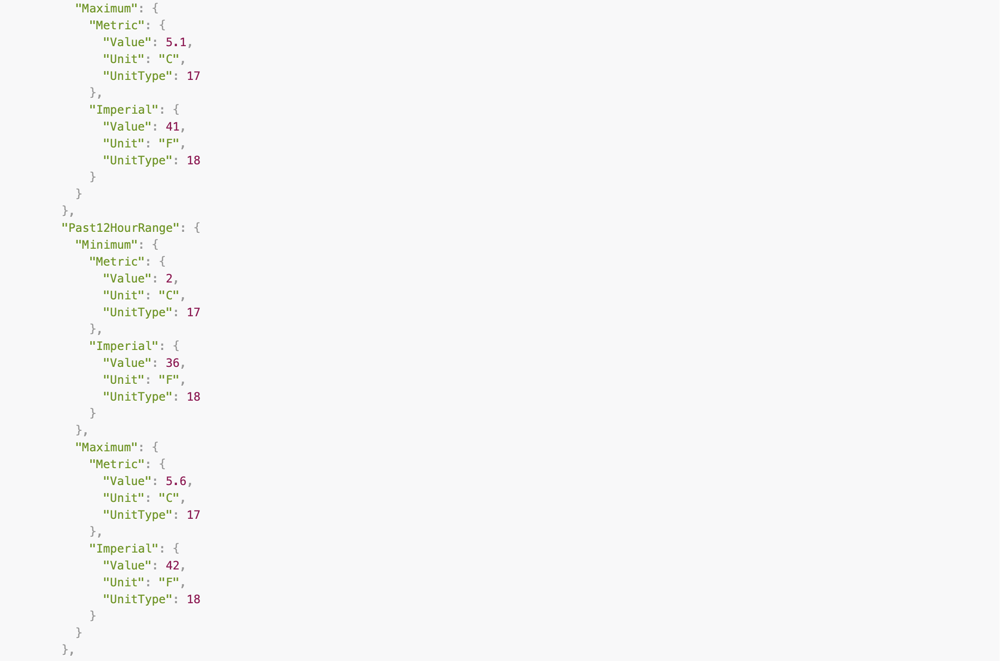 "Maximum": {
"Metric": {
"Value": 5.1,
"Unit": "C",
"UnitType": 17
},
"Imperial": {
"Value": 41,
"Unit": "F",
"UnitType": 18
}
}
},
"Past12HourRange": {
"Minimum": {
"Metric": {
"Value": 2,
"Unit": "C",
"UnitType": 17
},
"Imperial": {
"Value": 36,
"Unit": "F",
"UnitType": 18
}
},
"Maximum": {
"Metric": {
"Value": 5.6,
"Unit": "C",
"UnitType": 17
},
"Imperial": {
"Value": 42,
"Unit": "F",
"UnitType": 18
}
}
},